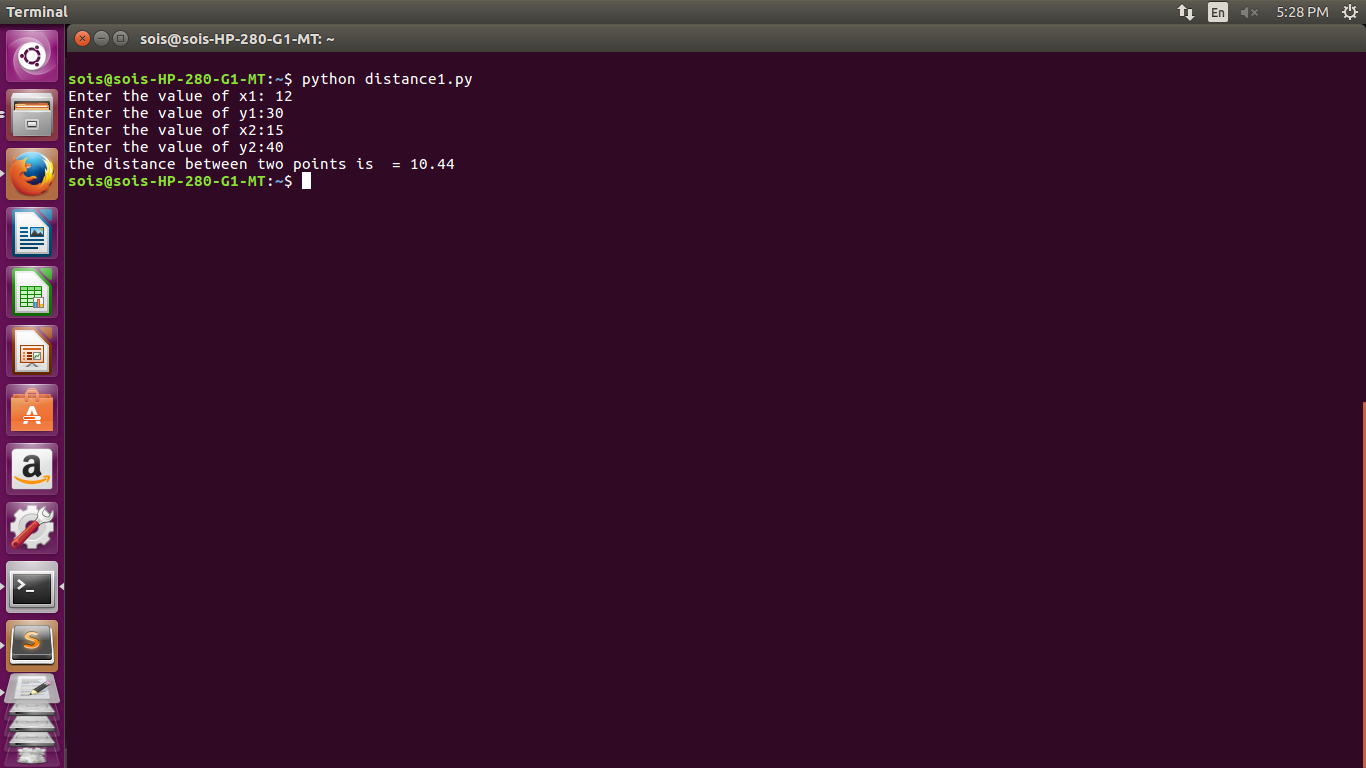 Terminal
En
5:28 PM
sois@sois-HP-280-G1-MT: ~
sois@sois-HP-280-G1-MT:~$ python distance1.py
Enter the value of x1: 12
Enter the value of y1:30
Enter the value of x2:15
Enter the value of y2:40
the distance between two points is  = 10.44
sois@sois-HP-280-G1-MT:~$